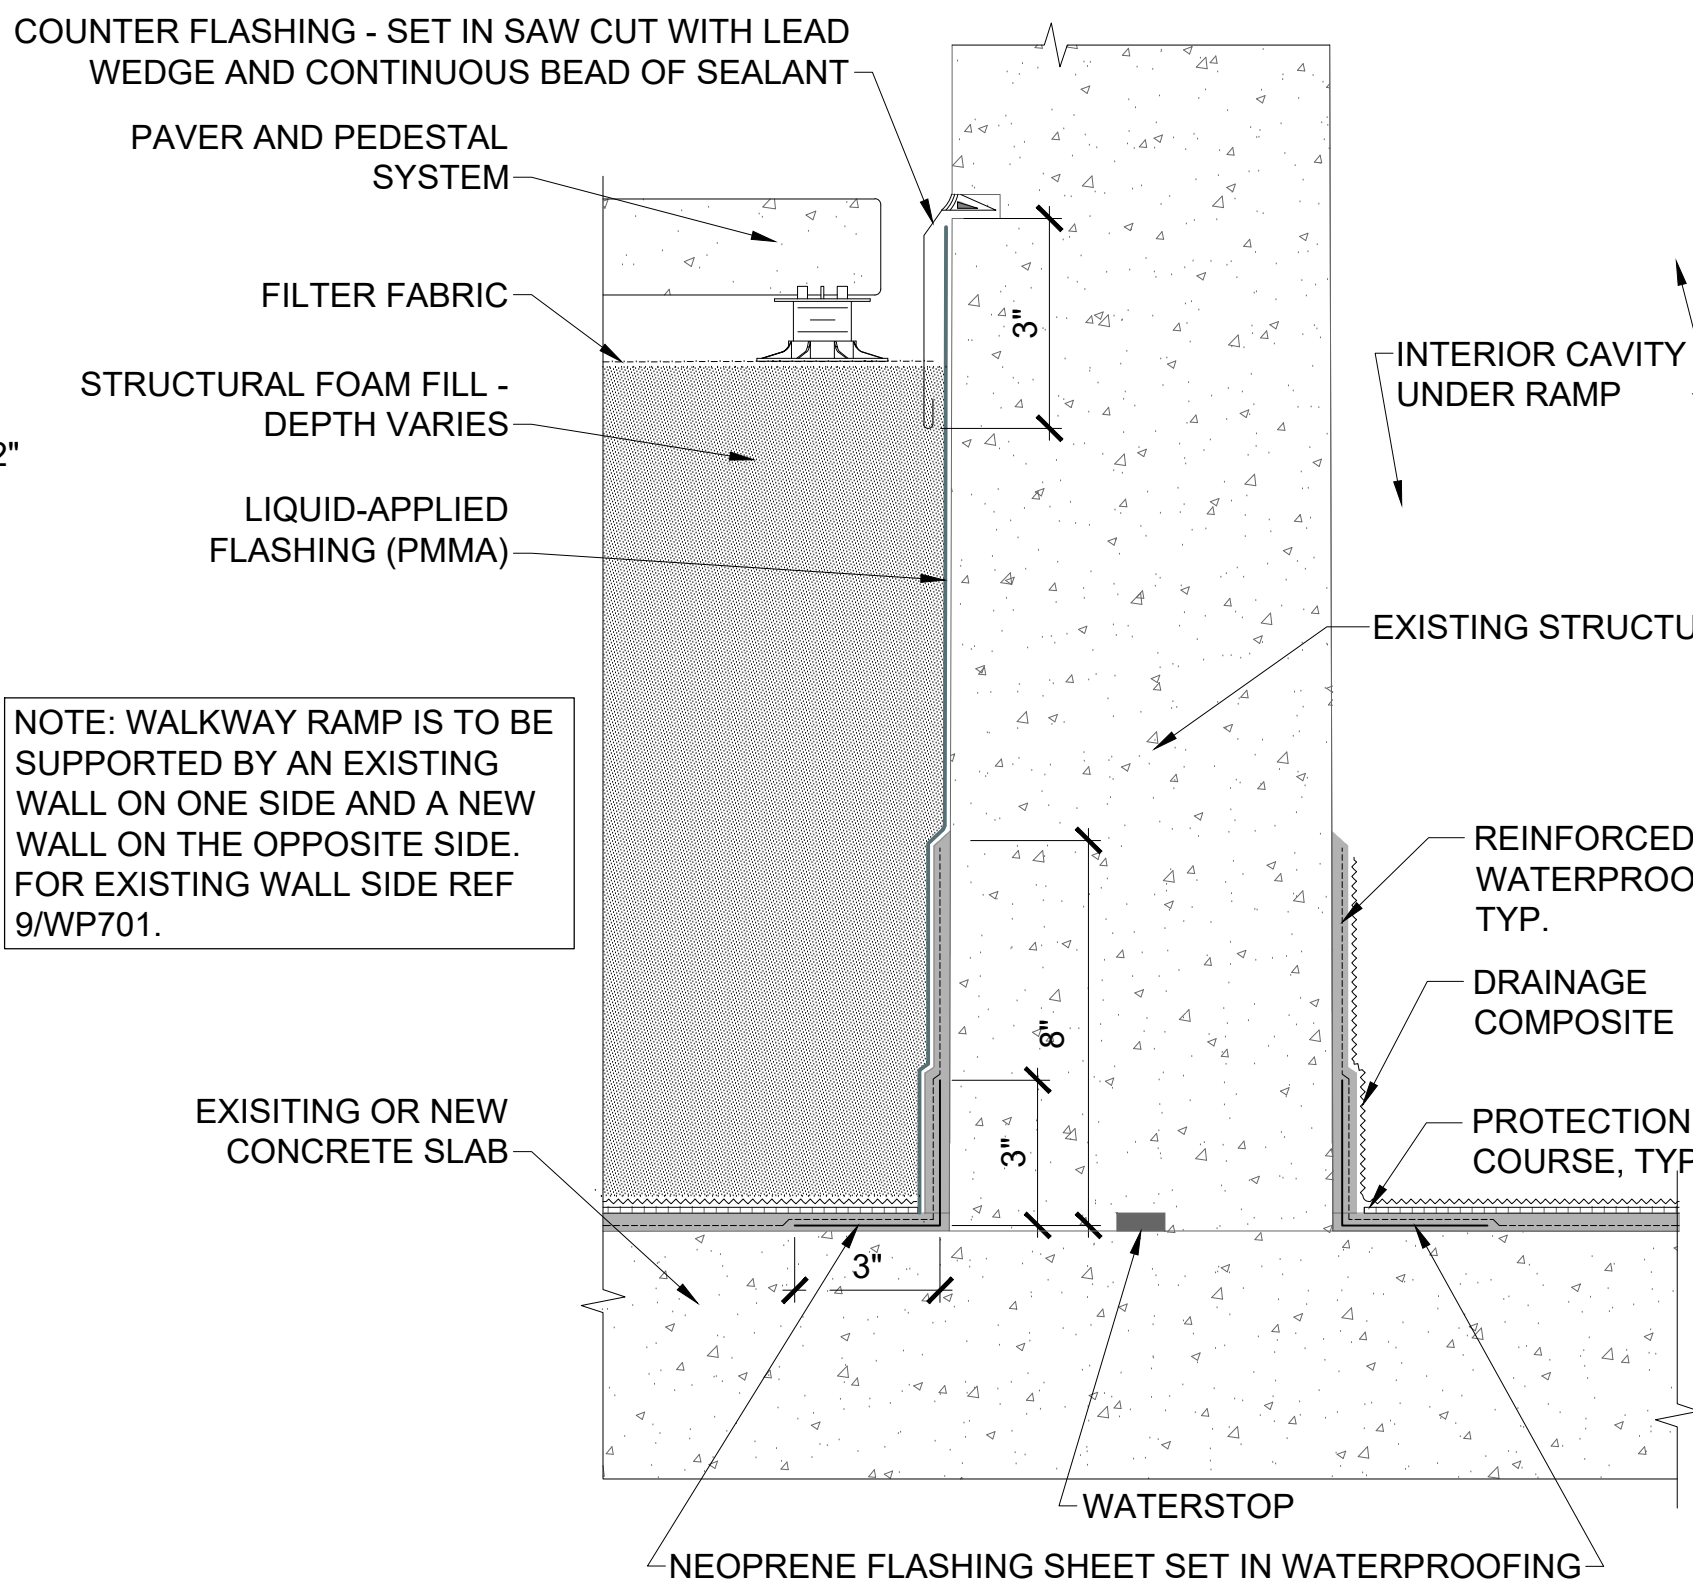 COUNTER FLASHING - SET IN SAW CUT WITH LEAD
WEDGE AND CONTINUOUS BEAD OF SEALANT
PAVER AND PEDESTAL
SYSTEM
FILTER FABRIC
STRUCTURAL FOAM FILL -
DEPTH VARIES
2"
LIQUID-APPLIED
FLASHING (PMMA)
NOTE: WALKWAY RAMP IS TO BE
SUPPORTED BY AN EXISTING
WALL ON ONE SIDE AND A NEW
WALL ON THE OPPOSITE SIDE.
FOR EXISTING WALL SIDE REF
9/WP701.
EXISITING OR NEW
CONCRETE SLAB
3"
8"
3"
3"
INTERIOR CAVITY
UNDER RAMP
EXISTING STRUCTU
REINFORCED
WATERPROO
TYP.
DRAINAGE
COMPOSITE
PROTECTION
COURSE, TYP
WATERSTOP
NEOPRENE FLASHING SHEET SET IN WATERPROOFING